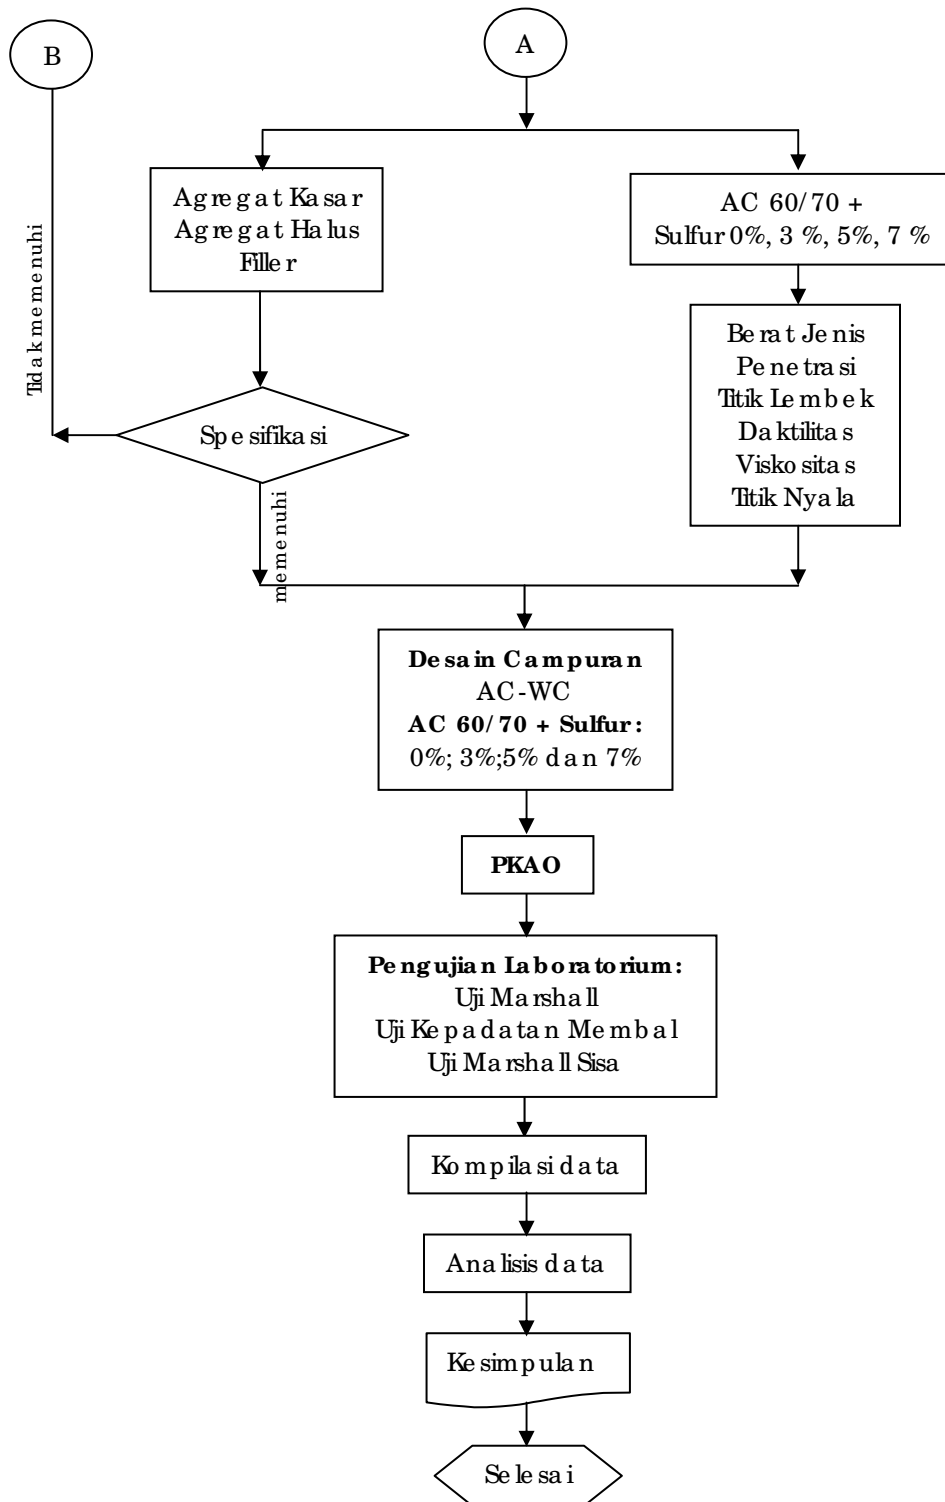 B
A
Agregat Kasar
Agregat Halus
Filler
AC 60/70 +
Sulfur 0%, 3 %, 5%, 7 %
Tidak memenuhi
Berat Jenis
Penetrasi
Titik Lembek
Daktilitas
Viskositas
Titik Nyala
Spesifikasi
memenuhi
Desain Campuran
AC-WC
AC 60/70 + Sulfur:
0%; 3%;5% dan 7%
PKAO
Pengujian Laboratorium:
Uji Marshall
Uji Kepadatan Membal
Uji Marshall Sisa
Kompilasi data
Analisis data
Kesimpulan
Selesai